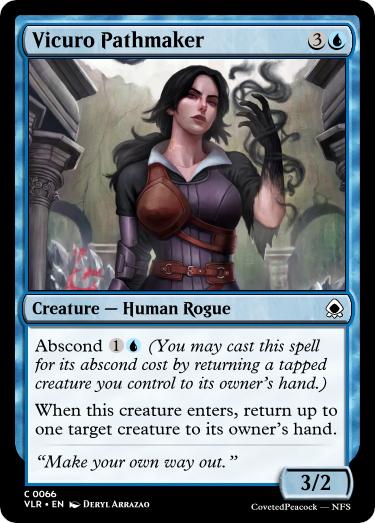 Vicuro Pathmaker 3
Creature — Human Rogue
Abscond 1 (You may cast this spell
for its abscond cost by returning a tapped
creature you control to its owner's hand.)
When this creature enters, return up to
one target creature to its owner's hand.
“Make your own way out.”
3/2
C 0066
VLR • EN Deryl Arrazao
CovetedPeacock — NFS